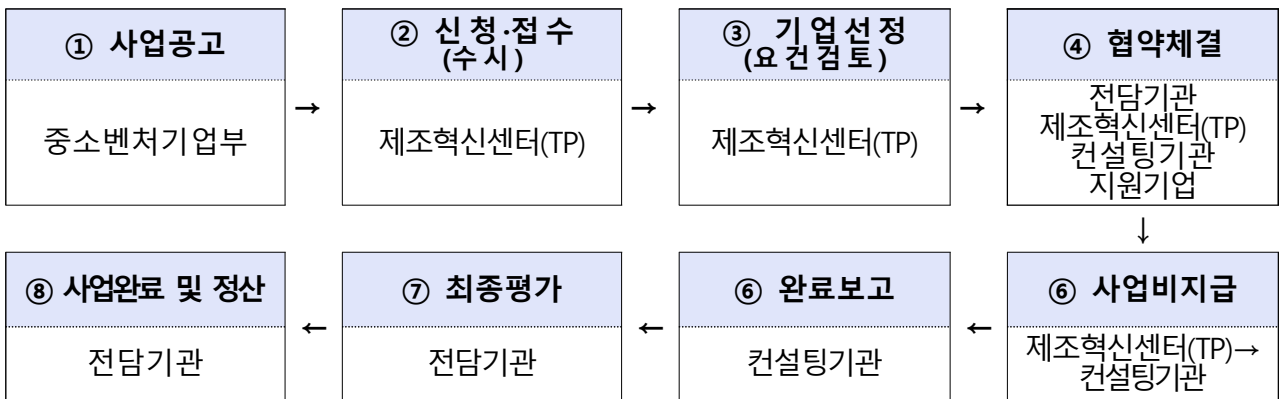 ① 사업공고
중소벤처기업부
→
② 신청·접수
(수시)
제조혁신센터(TP)
→
③ 기업선정
(요건검토)
제조혁신센터(TP)
→
④ 협약체결
전담기관
제조혁신센터(TP)
컨설팅기관
지원기업
↓
⑥ 사업비지급
제조혁신센터(TP)→
컨설팅기관
←
⑥ 완료보고
컨설팅기관
←
⑦ 최종평가
전담기관
←
⑧ 사업완료 및 정산
전담기관